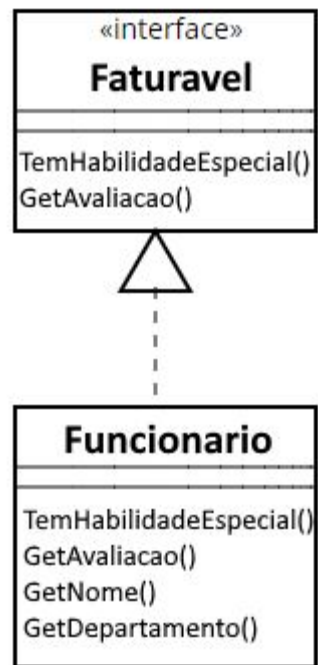 «interface»
Faturavel
TemHabilidadeEspecial()
GetAvaliacao()
Funcionario
TemHabilidadeEspecial()
GetAvaliacao()
GetNome()
GetDepartamento()